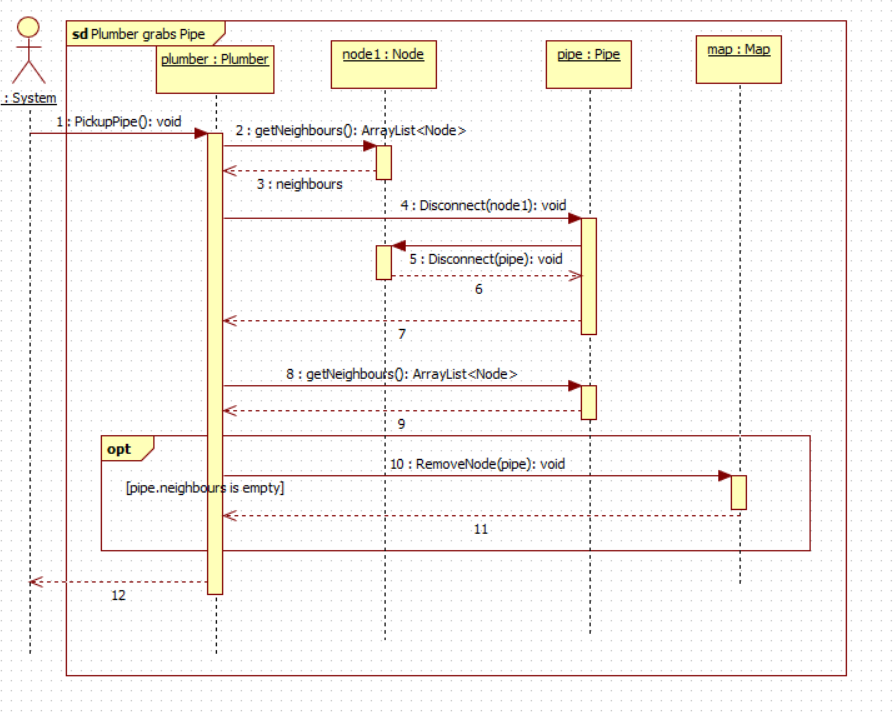 sd Plumber grabs Pipe
plumber : Plumber
node1 : Node
pipe : Pipe
map : Map
: System
1 : PickupPipe(): void
2 : getNeighbours(): ArrayList<Node>
3 : neighbours
4 : Disconnect(node1): void
5 : Disconnect(pipe): void
6
7
8 : getNeighbours(): ArrayList<Node>
9
opt
10 : RemoveNode(pipe): void
[pipe.neighbours is empty]
11
12